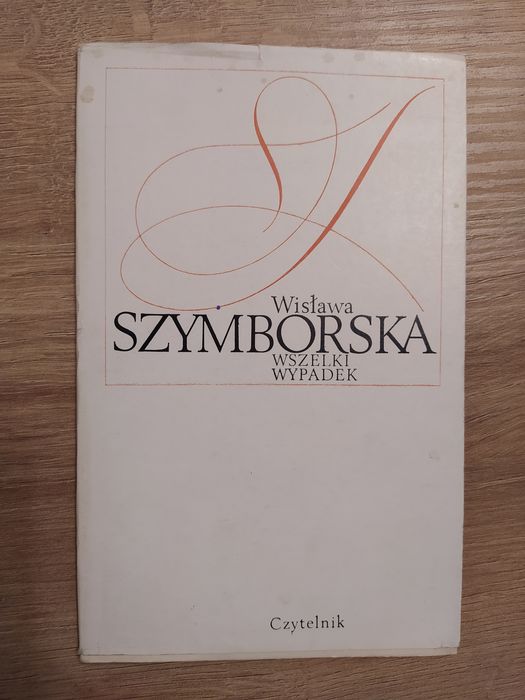 Wisława
SZYMBORSKA
WSZELKI
WYPADEK
Czytelnik